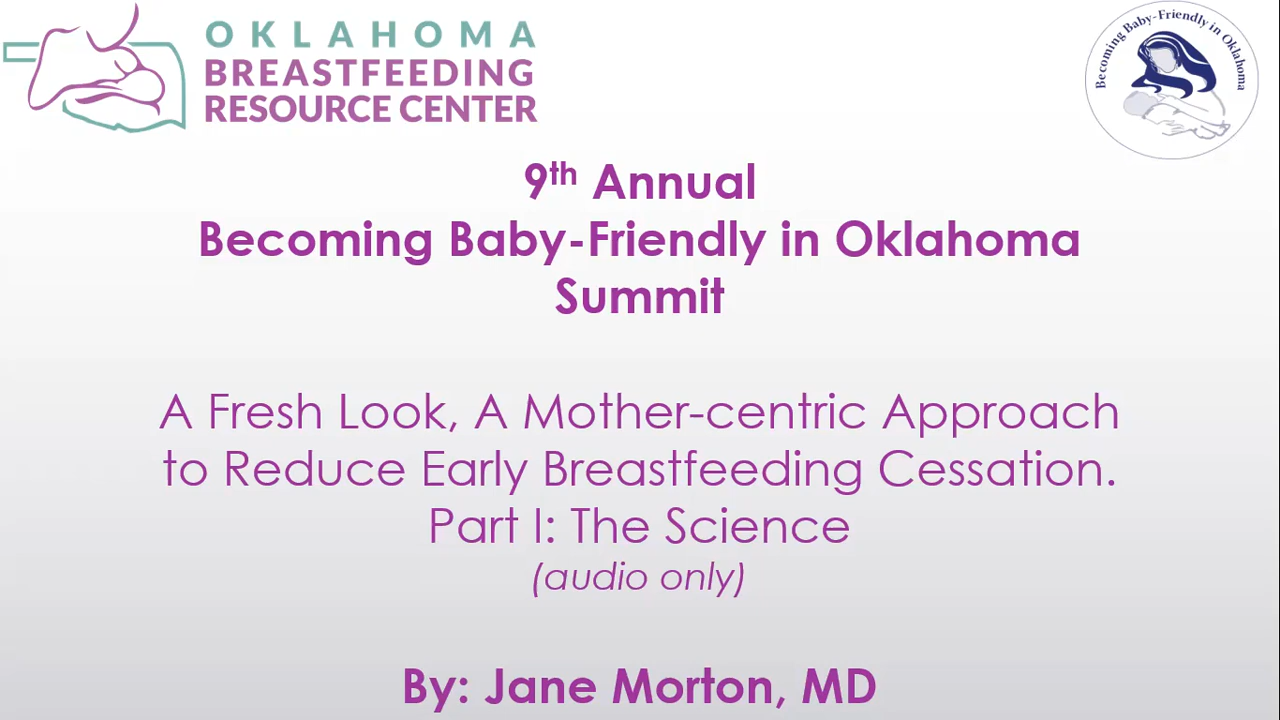 OKLAHOMA
BREASTFEEDING
RESOURCE CENTER
Becoming Baby-Friendly in Oklahoma
9th Annual
Becoming Baby-Friendly in Oklahoma
Summit
A Fresh Look, A Mother-centric Approach
to Reduce Early Breastfeeding Cessation.
Part I: The Science
(audio only)
By: Jane Morton, MD